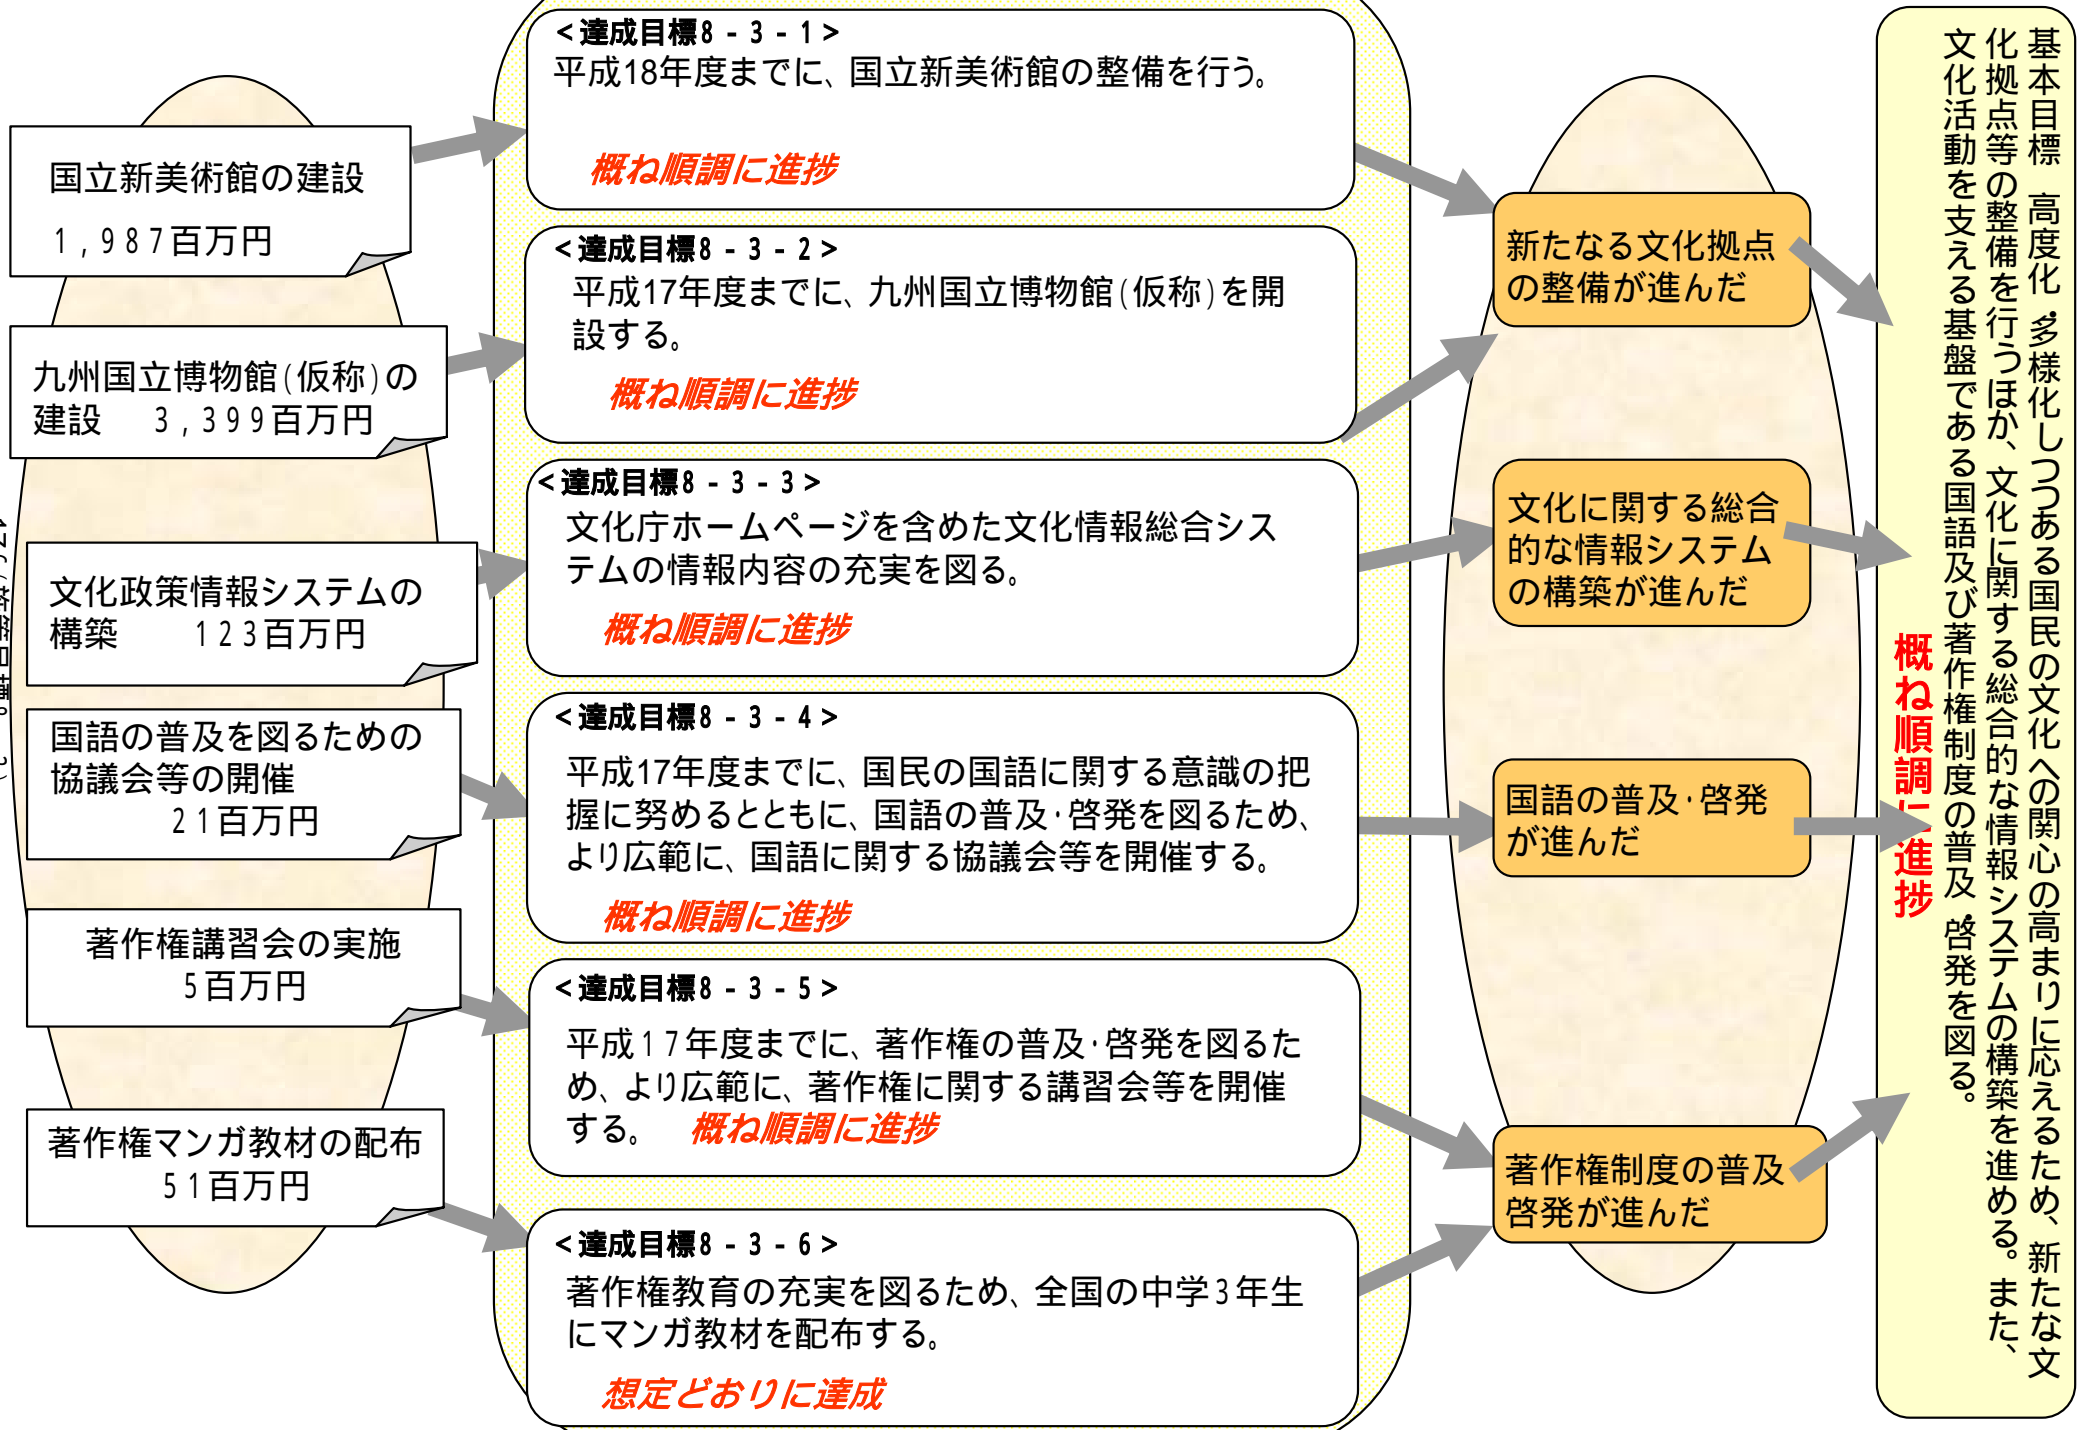 国立新美術館の建設
1,987百万円
九州国立博物館(仮称)の
建設　3,399百万円
文化政策情報システムの
構築　123百万円
国語の普及を図るための
協議会等の開催
21百万円
著作権講習会の実施
5百万円
著作権マンガ教材の配布
51百万円
<達成目標8-3-1>
平成18年度までに、国立新美術館の整備を行う。
概ね順調に進捗
<達成目標8-3-2>
平成17年度までに、九州国立博物館(仮称)を開
設する。
概ね順調に進捗
<達成目標8-3-3>
文化庁ホームページを含めた文化情報総合シス
テムの情報内容の充実を図る。
概ね順調に進捗
<達成目標8-3-4>
平成17年度までに、国民の国語に関する意識の把
握に努めるとともに、国語の普及・啓発を図るため、
より広範に、国語に関する協議会等を開催する。
概ね順調に進捗
<達成目標8-3-5>
平成17年度までに、著作権の普及・啓発を図るた
め、より広範に、著作権に関する講習会等を開催
する。　概ね順調に進捗
<達成目標8-3-6>
著作権教育の充実を図るため、全国の中学3年生
にマンガ教材を配布する。
想定どおりに達成
新たなる文化拠点
の整備が進んだ
文化に関する総合
的な情報システム
の構築が進んだ
国語の普及・啓発
が進んだ
著作権制度の普及
啓発が進んだ
基本目標　高度化・多様化しつつある国民の文化への関心の高まりに応えるため、新たな文
化拠点等の整備を行うほか、文化に関する総合的な情報システムの構築を進める。また、
文化活動を支える基盤である国語及び著作権制度の普及・啓発を図る。
概ね順調に進捗